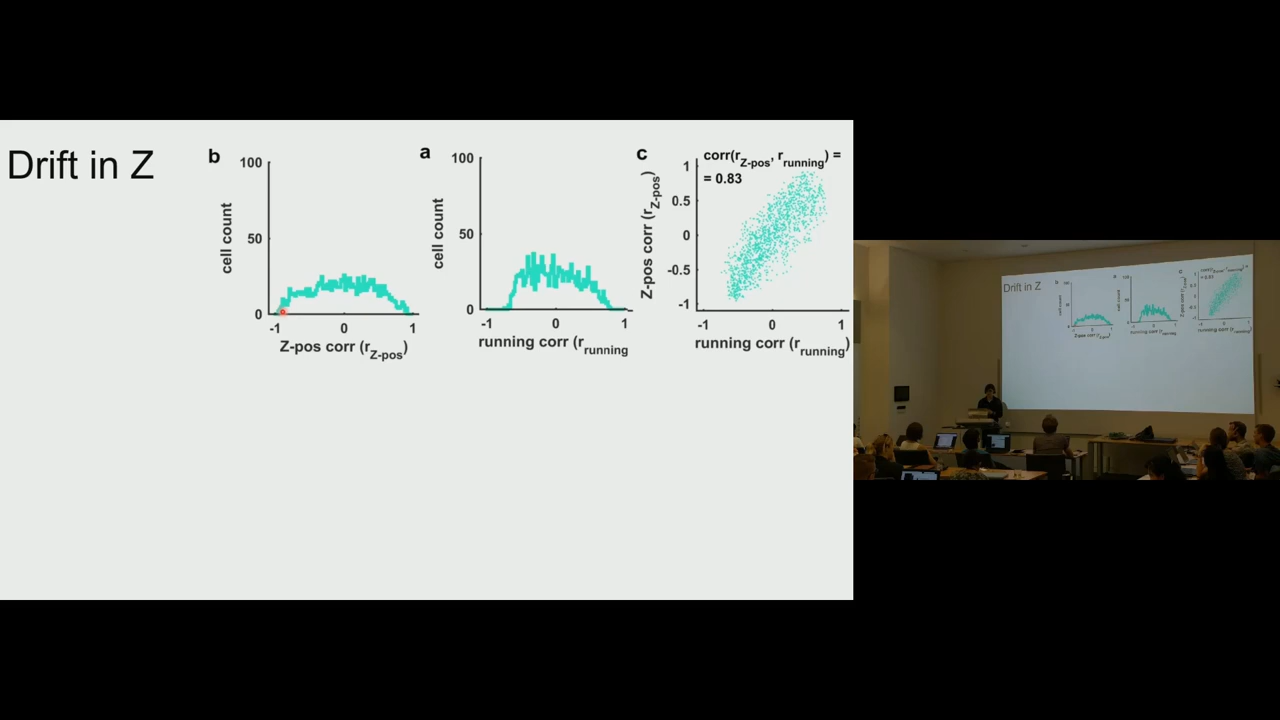 Drift in Z
b
100
50
0
cell count
-1 0 1
Z-pos corr (rZ-pos)
a
100
50
0
cell count
-1 0 1
running corr (rrunning
c
corr(rZ-pos, rrunning) =
= 0.83
1
0.5
0
-0.5
-1
Z-pos corr (rZ-pos)
-1 0 1
running corr (rrunning)
Drift in Z